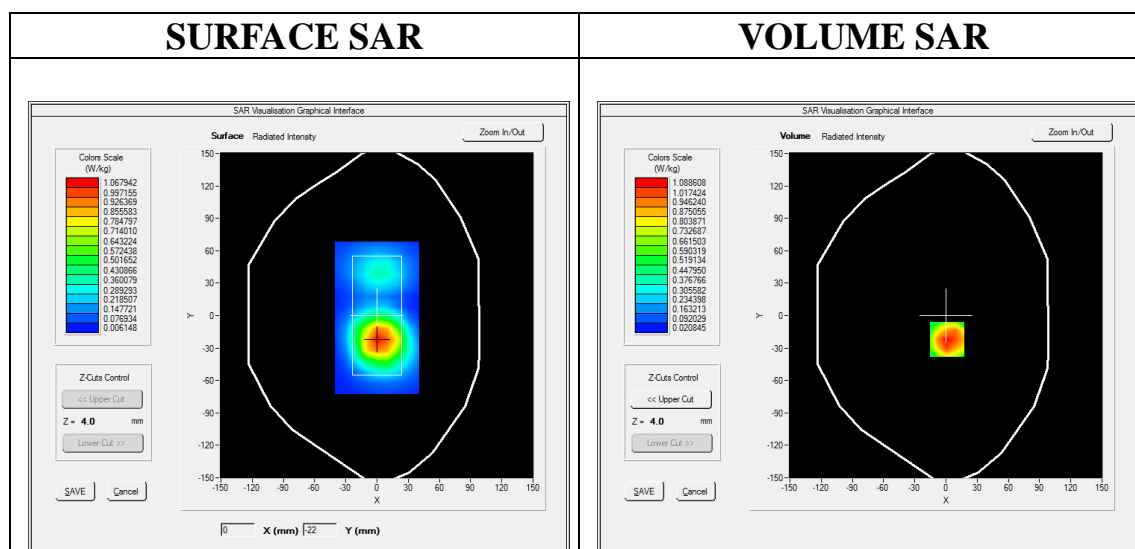 SURFACE SAR
VOLUME SAR
SAR Visualisation Graphical Interface
Surface Radiated Intensity
Zoom In/Out
Colors Scale
(W/kg)
1.067942
0.997155
0.926369
0.855583
0.784797
0.714010
0.643224
0.572438
0.501652
0.430866
0.360079
0.289293
0.218507
0.147721
0.076934
0.006148
Z-Cuts Control
<< Upper Cut
Z = 4.0 mm
Lower Cut >>
SAVE Cancel
150
120
90
60
30
0
-30
-60
-90
-120
-150
Y
-150 -120 -90 -60 -30 0 30 60 90 120 150
X
0 X (mm) -22 Y (mm)
SAR Visualisation Graphical Interface
Volume Radiated Intensity
Zoom In/Out
Colors Scale
(W/kg)
1.088608
1.017424
0.946240
0.875055
0.803871
0.732687
0.661503
0.590319
0.519134
0.447950
0.376766
0.305582
0.234398
0.163213
0.092029
0.020845
Z-Cuts Control
<< Upper Cut
Z = 4.0 mm
Lower Cut >>
SAVE Cancel
150
120
90
60
30
0
-30
-60
-90
-120
-150
Y
-150 -120 -90 -60 -30 0 30 60 90 120 150
X